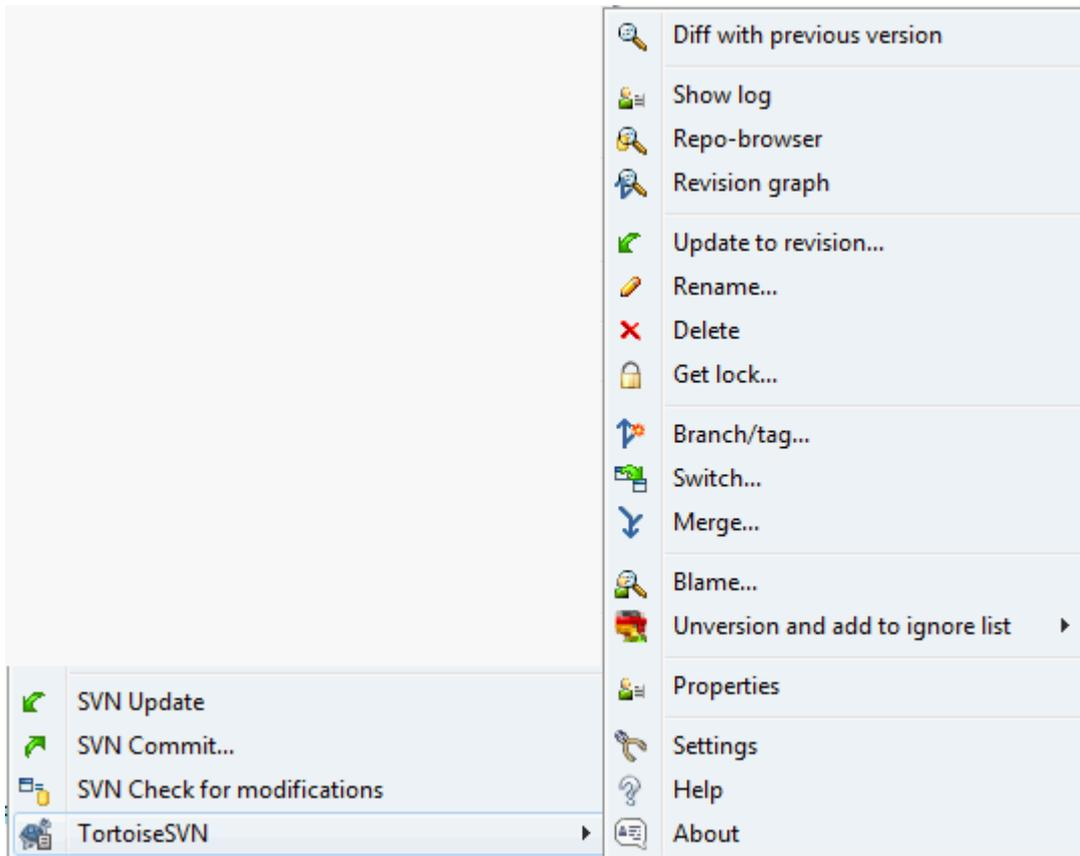 Diff with previous version
Show log
Repo-browser
Revision graph
Update to revision...
Rename...
Delete
Get lock...
Branch/tag...
Switch...
Merge...
Blame...
Unversion and add to ignore list
Properties
Settings
Help
About
SVN Update
SVN Commit...
SVN Check for modifications
TortoiseSVN